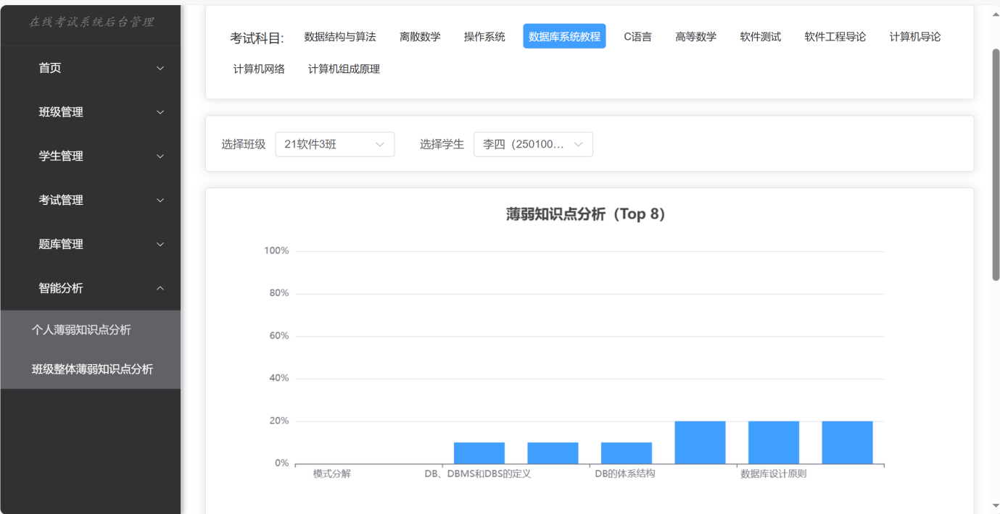 在线考试系统后台管理
首页
班级管理
学生管理
考试管理
题库管理
智能分析
个人薄弱知识点分析
班级整体薄弱知识点分析
考试科目: 数据结构与算法 离散数学 操作系统 数据库系统教程 C语言 高等数学 软件测试 软件工程导论 计算机导论
计算机网络 计算机组成原理
选择班级 21软件3班 选择学生 李四（250100...
薄弱知识点分析（Top 8）
100%
80%
60%
40%
20%
0%
模式分解 DB、DBMS和DBS的定义 DB的体系结构 数据库设计原则